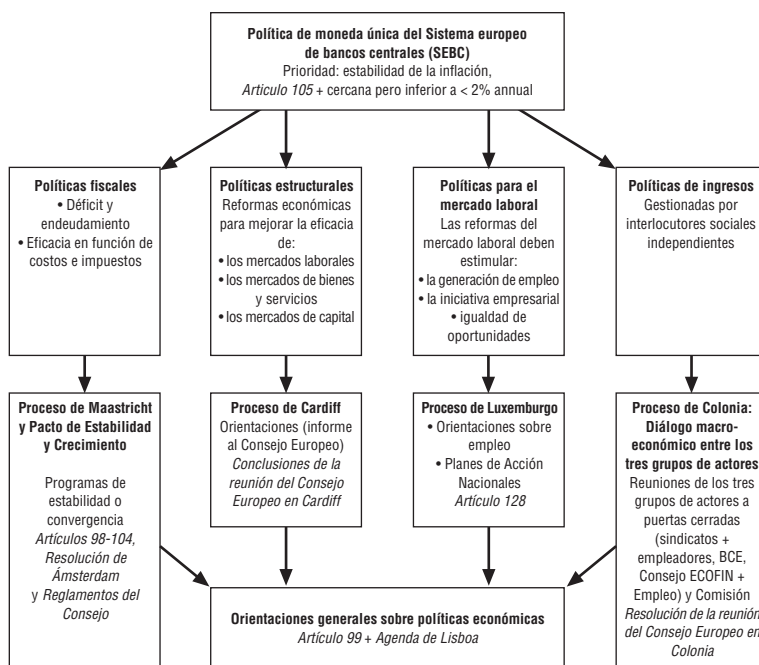 Política de moneda única del Sistema europeo
de bancos centrales (SEBC)
Prioridad: estabilidad de la inflación,
Articulo 105 + cercana pero inferior a < 2% annual
Políticas fiscales
• Déficit y
endeudamiento
• Eficacia en función de
costos e impuestos
Políticas estructurales
Reformas económicas
para mejorar la eficacia
de:
• los mercados laborales
• los mercados de bienes
y servicios
• los mercados de capital
Políticas para el
mercado laboral
Las reformas del
mercado laboral deben
estimular:
• la generación de empleo
• la iniciativa empresarial
• igualdad de
oportunidades
Políticas de ingresos
Gestionadas por
interlocutores sociales
independientes
Proceso de Maastricht
y Pacto de Estabilidad
y Crecimiento
Programas de
estabilidad o
convergencia
Artículos 98-104,
Resolución de
Ámsterdam
y Reglamentos del
Consejo
Proceso de Cardiff
Orientaciones (informe
al Consejo Europeo)
Conclusiones de la
reunión del Consejo
Europeo en Cardiff
Proceso de Luxemburgo
• Orientaciones sobre
empleo
• Planes de Acción
Nacionales
Artículo 128
Proceso de Colonia:
Diálogo macro-
económico entre los
tres grupos de actores
Reuniones de los tres
grupos de actores a
puertas cerradas
(sindicatos +
empleadores, BCE,
Consejo ECOFIN +
Empleo) y Comisión
Resolución de la reunión
del Consejo Europeo en
Colonia
Orientaciones generales sobre políticas económicas
Artículo 99 + Agenda de Lisboa